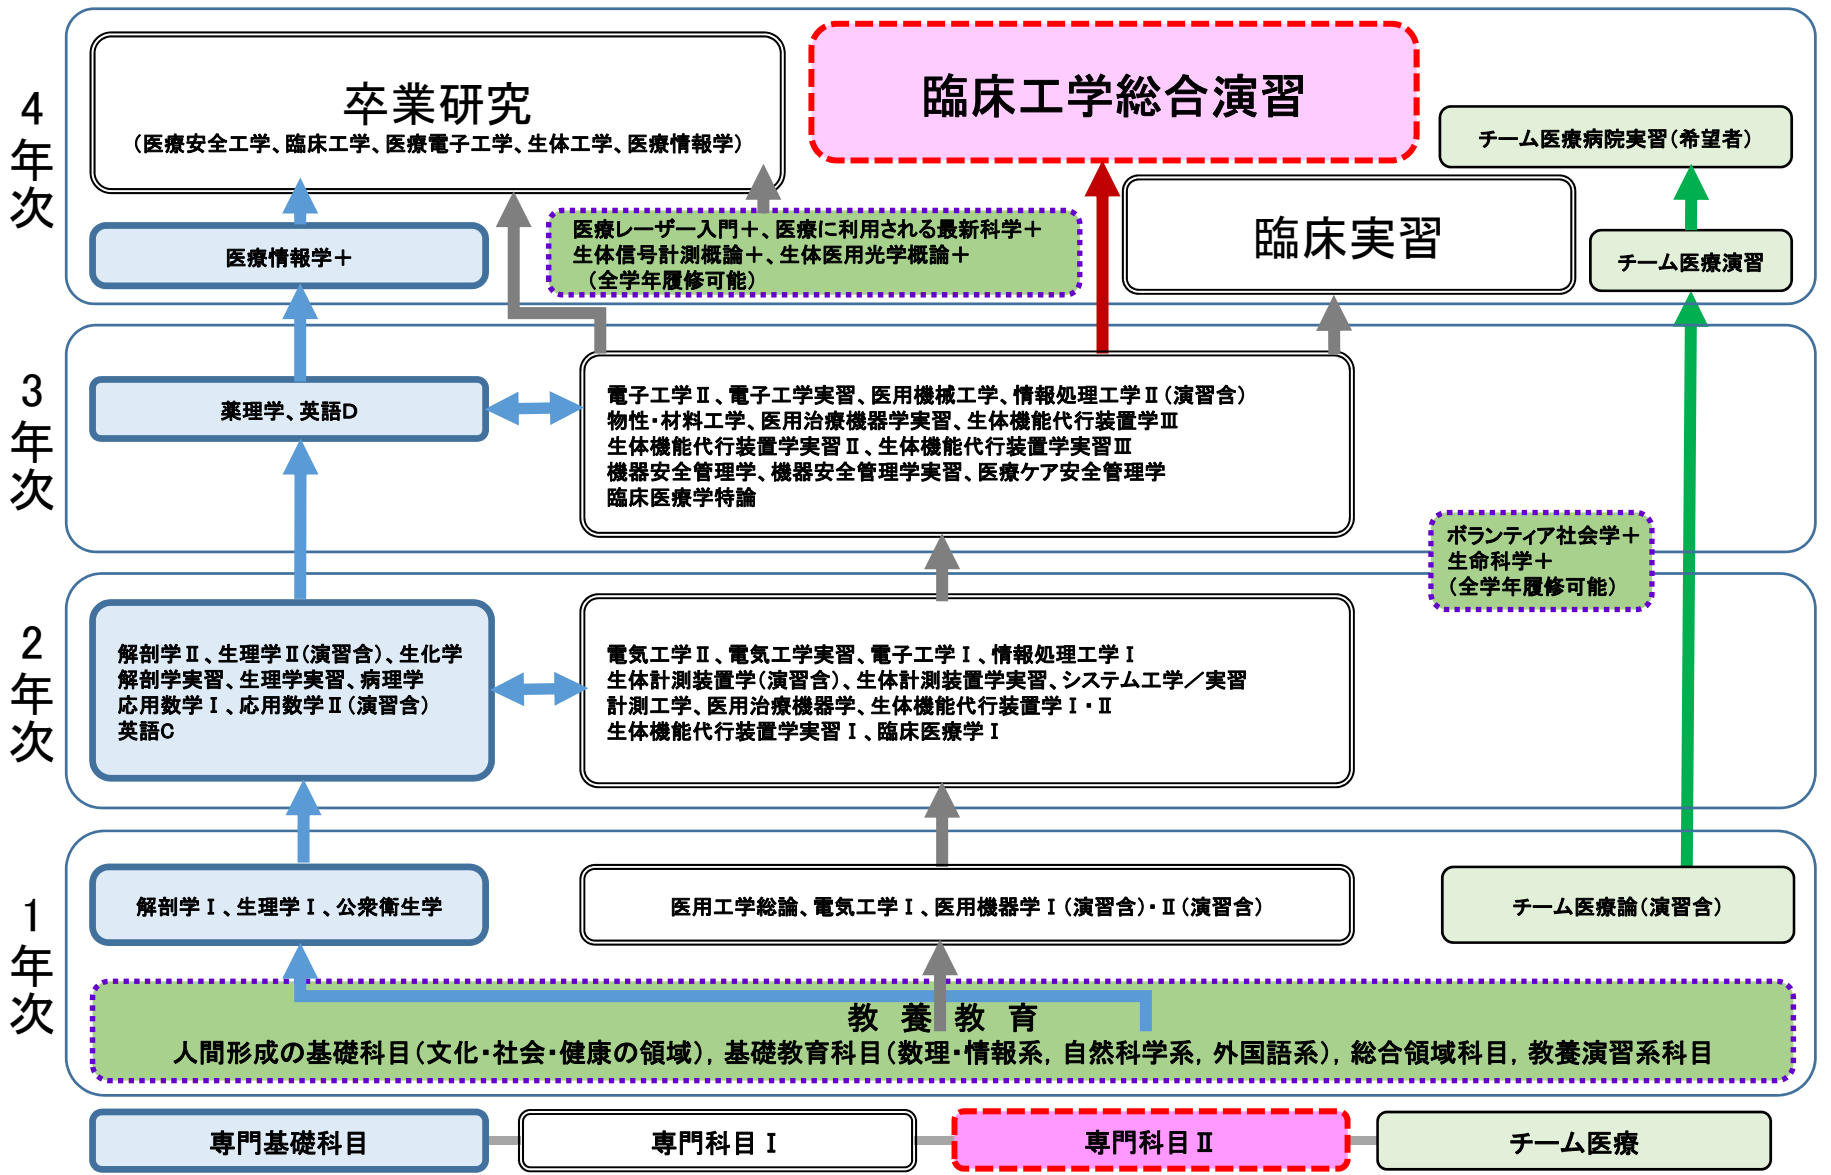 4年次
卒業研究
（医療安全工学、臨床工学、医療電子工学、生体工学、医療情報学）
臨床工学総合演習
チーム医療病院実習（希望者）
医療情報学＋
医療レーザー入門＋、医療に利用される最新科学＋
生体信号計測概論＋、生体医用光学概論＋
（全学年履修可能）
臨床実習
チーム医療演習
3年次
薬理学、英語D
電子工学Ⅱ、電子工学実習、医用機械工学、情報処理工学Ⅱ（演習含）
物性・材料工学、医用治療機器学実習、生体機能代行装置学Ⅲ
生体機能代行装置学実習Ⅱ、生体機能代行装置学実習Ⅲ
機器安全管理学、機器安全管理学実習、医療ケア安全管理学
臨床医療学特論
ボランティア社会学＋
生命科学＋
（全学年履修可能）
2年次
解剖学Ⅱ、生理学Ⅱ（演習含）、生化学
解剖学実習、生理学実習、病理学
応用数学Ⅰ、応用数学Ⅱ（演習含）
英語C
電気工学Ⅱ、電気工学実習、電子工学Ⅰ、情報処理工学Ⅰ
生体計測装置学（演習含）、生体計測装置学実習、システム工学／実習
計測工学、医用治療機器学、生体機能代行装置学Ⅰ・Ⅱ
生体機能代行装置学実習Ⅰ、臨床医療学Ⅰ
1年次
解剖学Ⅰ、生理学Ⅰ、公衆衛生学
医用工学総論、電気工学Ⅰ、医用機器学Ⅰ（演習含）・Ⅱ（演習含）
チーム医療論（演習含）
教 養 教 育
人間形成の基礎科目（文化・社会・健康の領域），基礎教育科目（数理・情報系，自然科学系，外国語系），総合領域科目，教養演習系科目
専門基礎科目
専門科目Ⅰ
専門科目Ⅱ
チーム医療